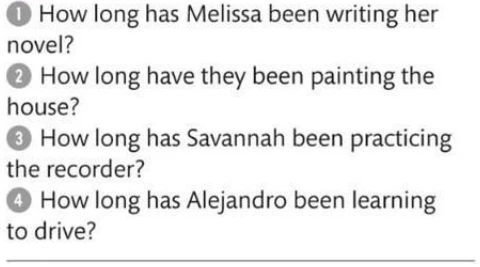 1 How long has Melissa been writing her
novel?
2 How long have they been painting the
house?
3 How long has Savannah been practicing
the recorder?
4 How long has Alejandro been learning
to drive?